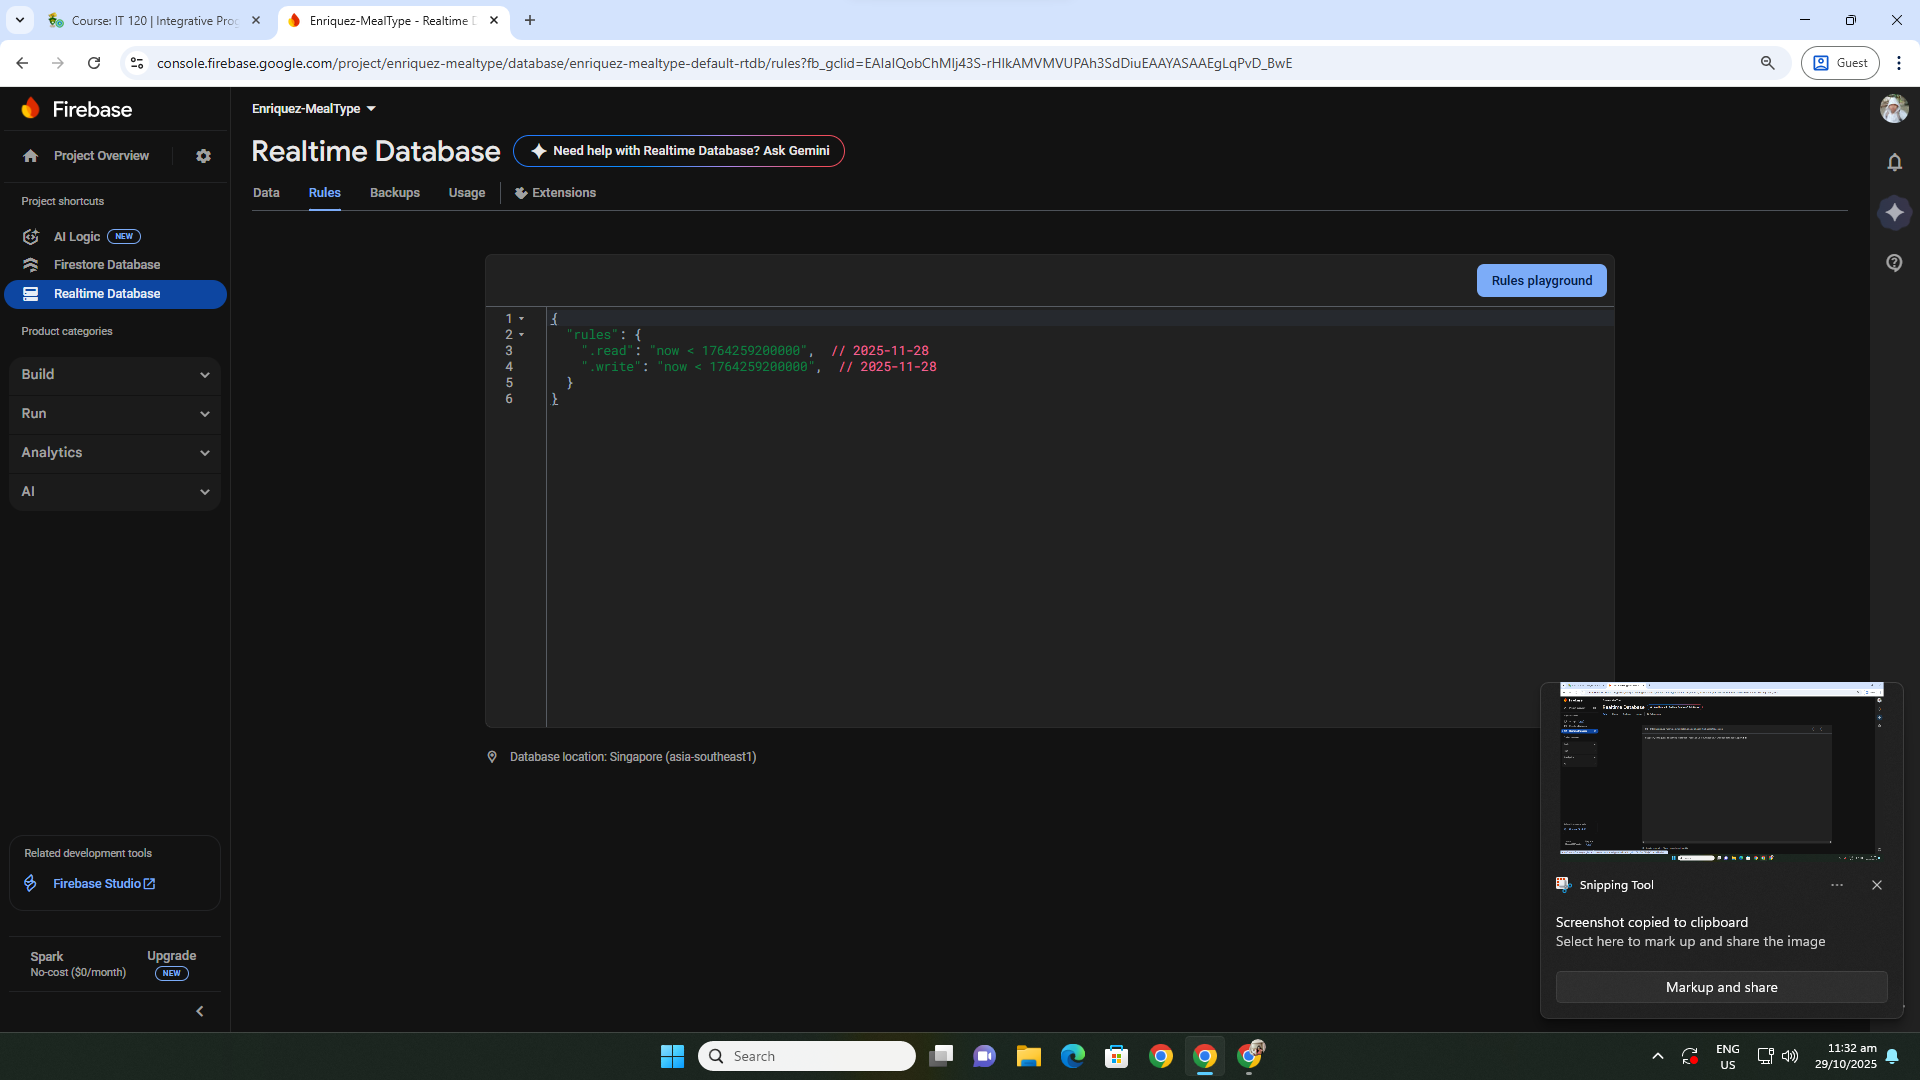 Course: IT 120 | Integrative Prog
Enriquez-MealType - Realtime D
console.firebase.google.com/project/enriquez-mealtype/database/enriquez-mealtype-default-rtdb/rules?fb_gclid=EAIaIQobChMIj43S-rHIkAMVMVUPAh3SdDiuEAAYASAAEgLqPvD_BwE
Guest
Firebase
Enriquez-MealType
Project Overview
Realtime Database
Need help with Realtime Database? Ask Gemini
Data
Rules
Backups
Usage
Extensions
Project shortcuts
AI Logic NEW
Firestore Database
Realtime Database
Product categories
Build
Run
Analytics
AI
Rules playground
1 {
2 "rules": {
3 ".read": "now < 1764259200000", // 2025-11-28
4 ".write": "now < 1764259200000", // 2025-11-28
5 }
6 }
Database location: Singapore (asia-southeast1)
Related development tools
Firebase Studio
Spark
No-cost ($0/month)
Upgrade
NEW
Realtime Database
Snipping Tool
Screenshot copied to clipboard
Select here to mark up and share the image
Markup and share
Search
ENG
US
11:32 am
29/10/2025